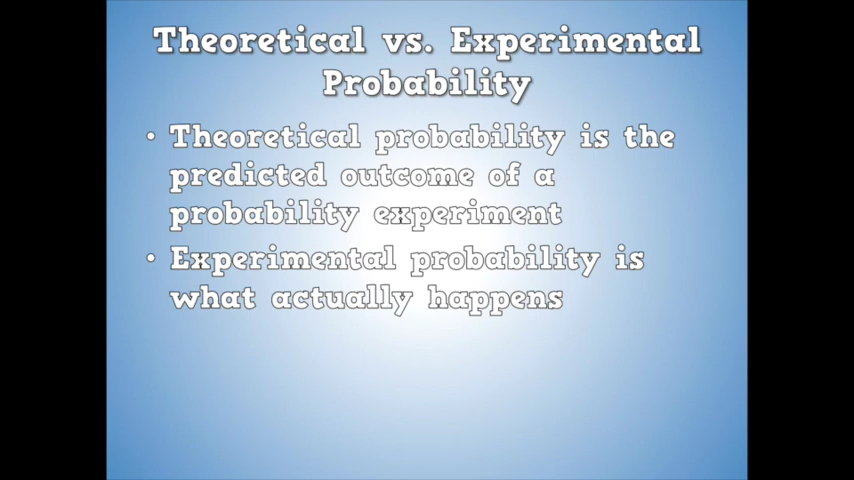 Theoretical vs. Experimental
Probability
• Theoretical probability is the
predicted outcome of a
probability experiment
• Experimental probability is
what actually happens